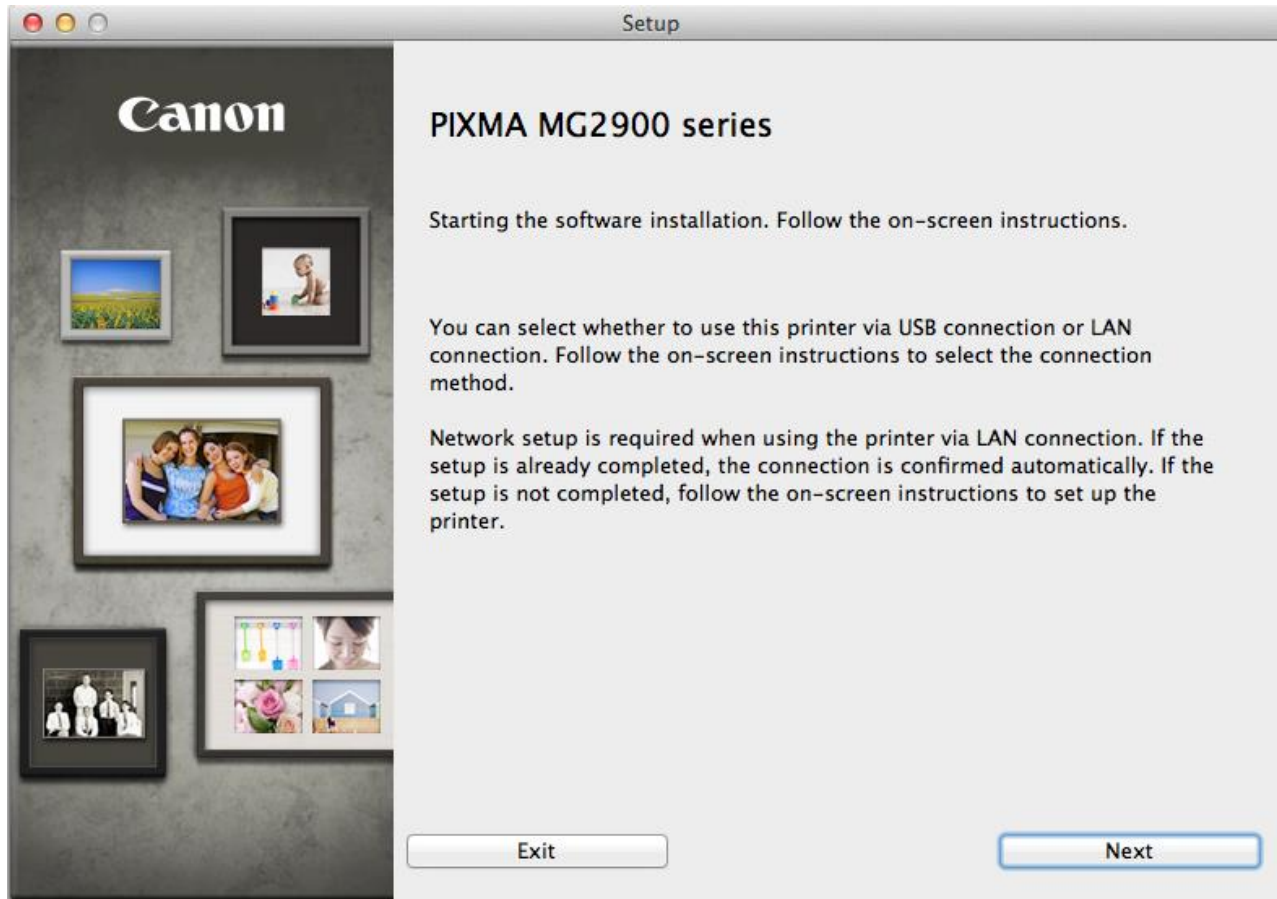 Setup
Canon
PIXMA MG2900 series
Starting the software installation. Follow the on-screen instructions.
You can select whether to use this printer via USB connection or LAN
connection. Follow the on-screen instructions to select the connection
method.
Network setup is required when using the printer via LAN connection. If the
setup is already completed, the connection is confirmed automatically. If the
setup is not completed, follow the on-screen instructions to set up the
printer.
Exit
Next